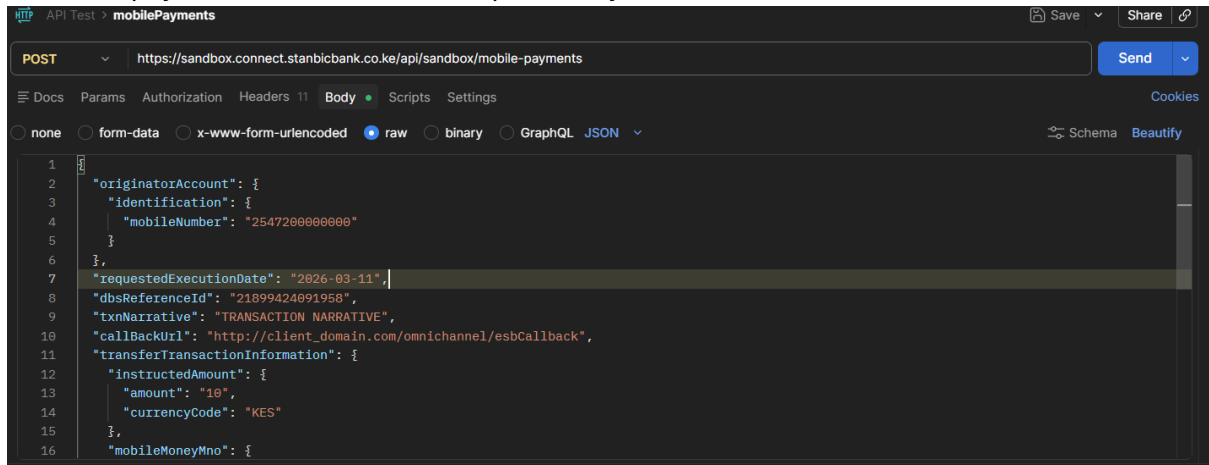 HTTP API Test > mobilePayments Save Share
POST https://sandbox.connect.stanbicbank.co.ke/api/sandbox/mobile-payments Send
Docs Params Authorization Headers 11 Body Scripts Settings Cookies
none form-data x-www-form-urlencoded raw binary GraphQL JSON Schema Beautify
1 {
2 "originatorAccount": {
3 "identification": {
4 "mobileNumber": "2547200000000"
5 }
6 },
7 "requestedExecutionDate": "2026-03-11",
8 "dbsReferenceId": "21899424091958",
9 "txnNarrative": "TRANSACTION NARRATIVE",
10 "callBackUrl": "http://client_domain.com/omnichannel/esbCallback",
11 "transferTransactionInformation": {
12 "instructedAmount": {
13 "amount": "10",
14 "currencyCode": "KES"
15 },
16 "mobileMoneyMno": {